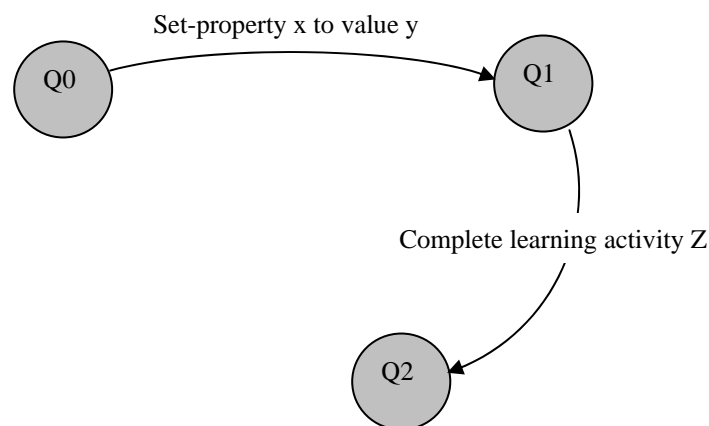 Set-property x to value y
Q0
Q1
Complete learning activity Z
Q2